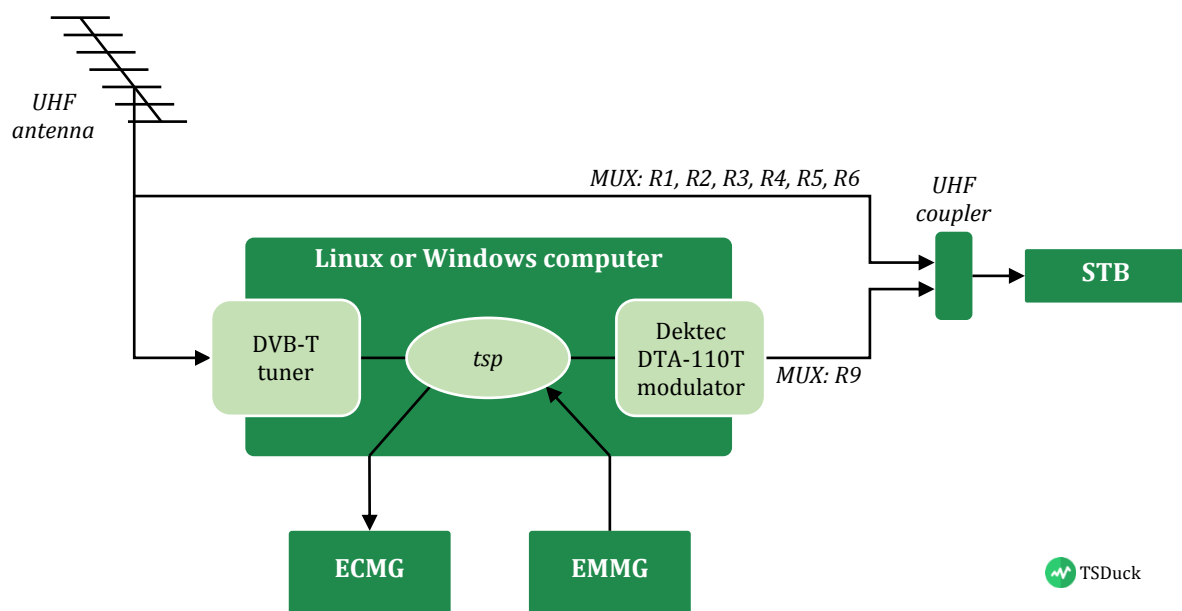 UHF
antenna
MUX: R1, R2, R3, R4, R5, R6
UHF
coupler
Linux or Windows computer
STB
DVB-T
tuner
tsp
Dektec
DTA-110T
modulator
MUX: R9
ECMG
EMMG
TSDuck